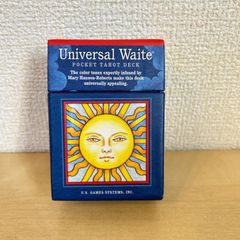 Universal Waite®
POCKET TAROT DECK
The color tones expertly infused by
Mary Hanson-Roberts make this deck
universally appealing.
U.S. GAMES SYSTEMS, INC.